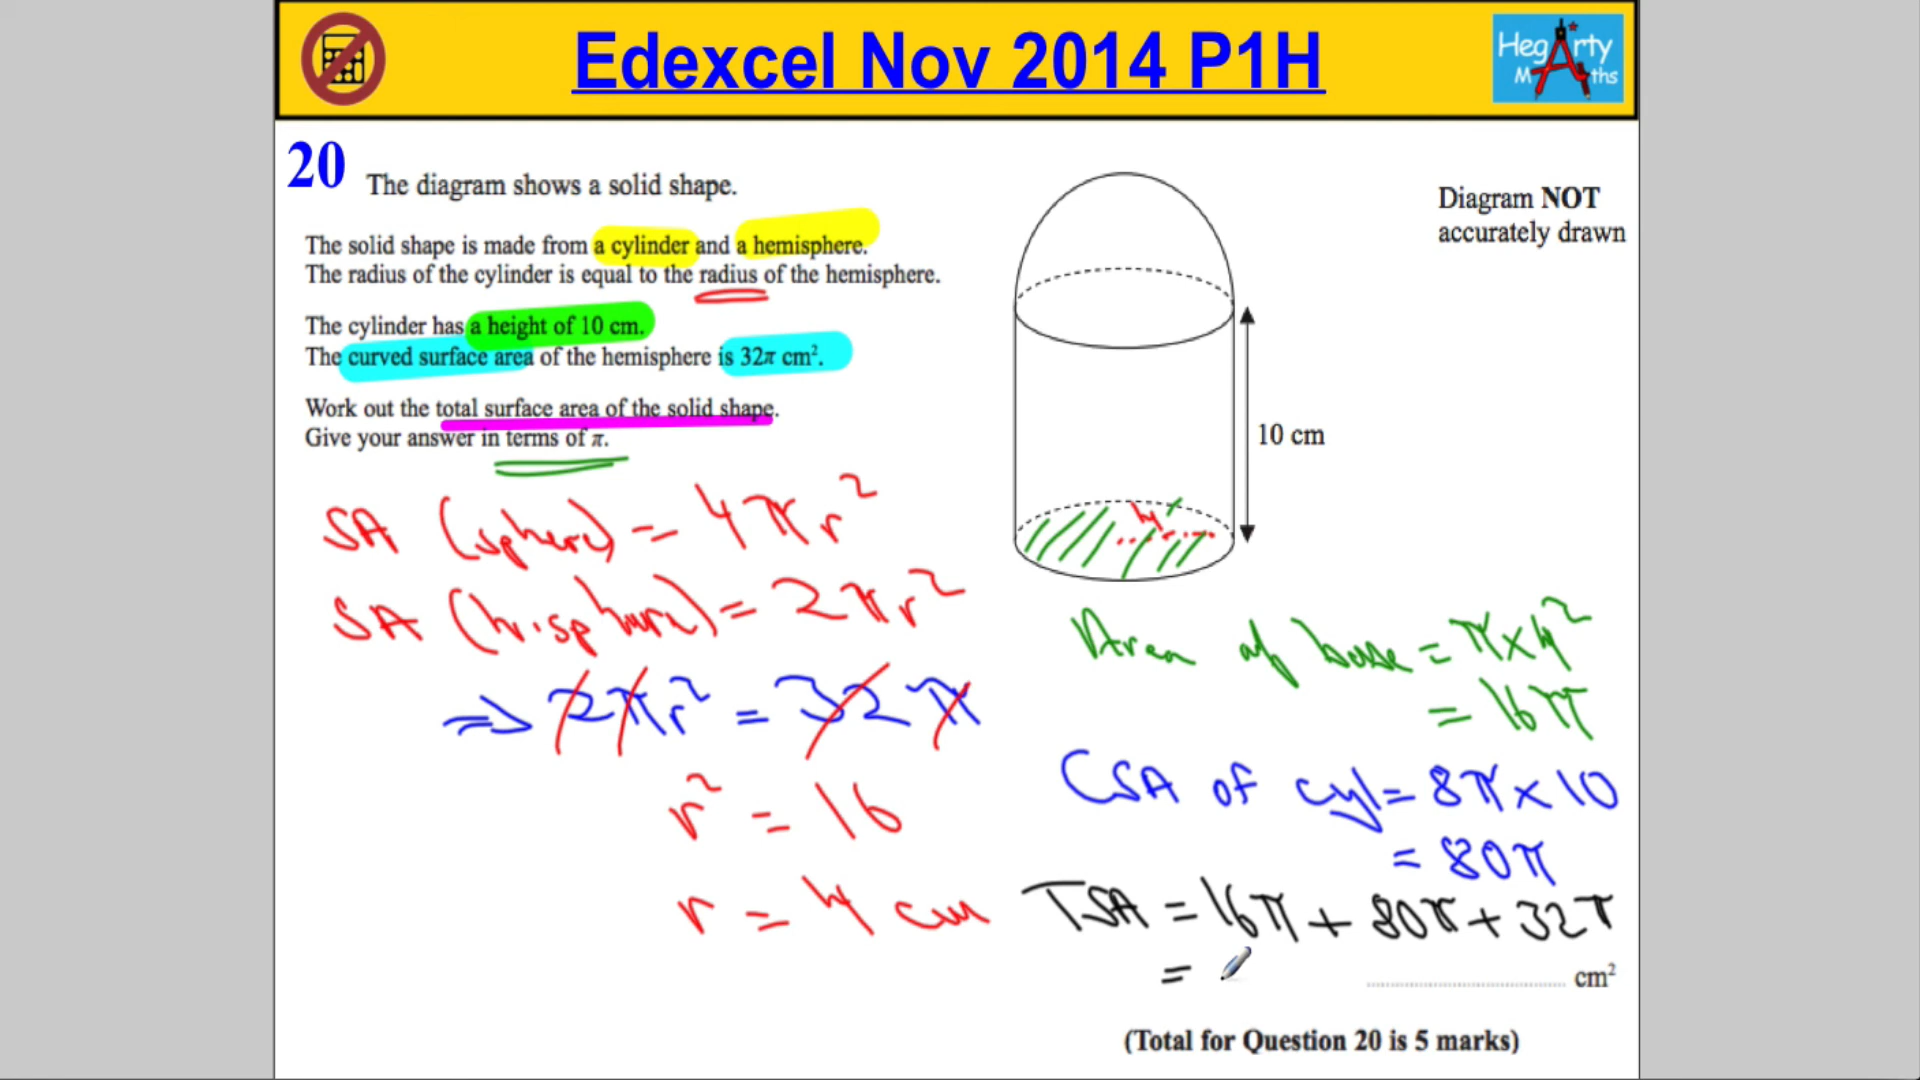 Edexcel Nov 2014 P1H
HegArty
Maths
20
The diagram shows a solid shape.
The solid shape is made from a cylinder and a hemisphere.
The radius of the cylinder is equal to the radius of the hemisphere.
The cylinder has a height of 10 cm.
The curved surface area of the hemisphere is 32π cm².
Work out the total surface area of the solid shape.
Give your answer in terms of π.
Diagram NOT
accurately drawn
10 cm
4
SA (sphere) = 4πr²
SA (h.sphere) = 2πr²
⇒ 2πr² = 32π
r² = 16
r = 4 cm
Area of base = π×4²
= 16π
CSA of cyl = 8π × 10
= 80π
TSA = 16π + 80π + 32π
=
cm²
(Total for Question 20 is 5 marks)